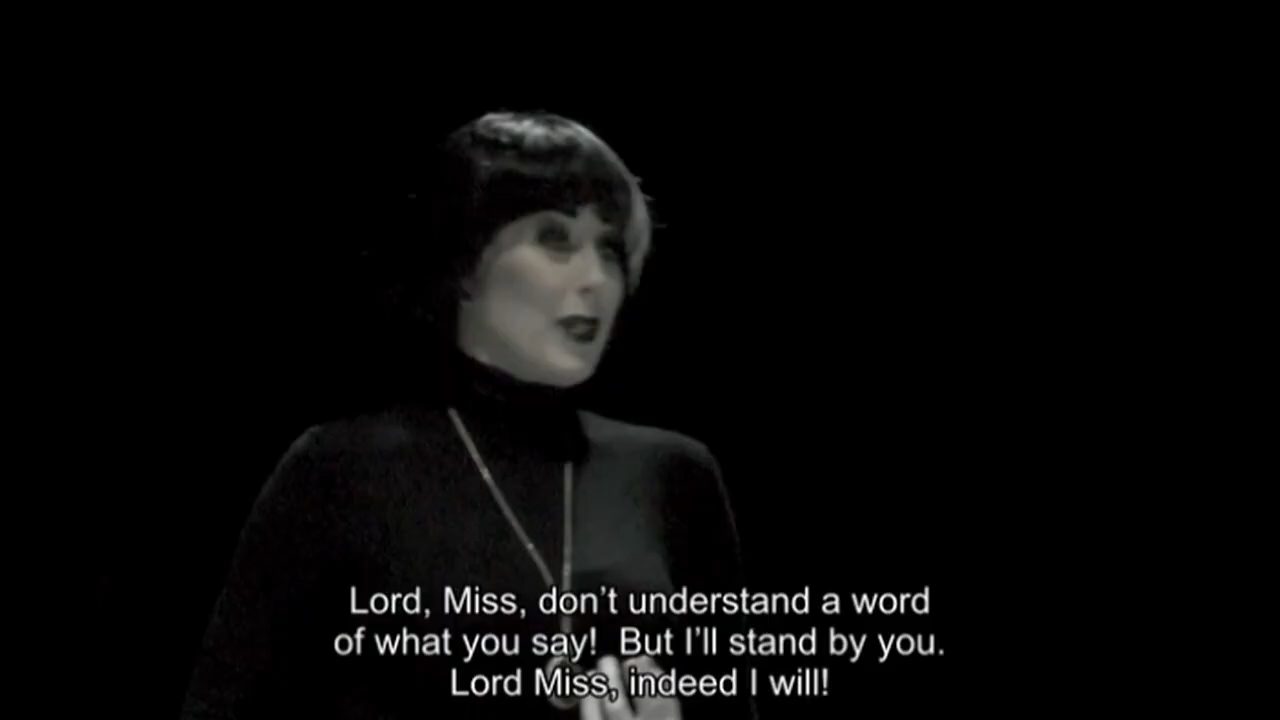 Lord, Miss, don't understand a word
of what you say!  But I'll stand by you.
Lord Miss, indeed I will!